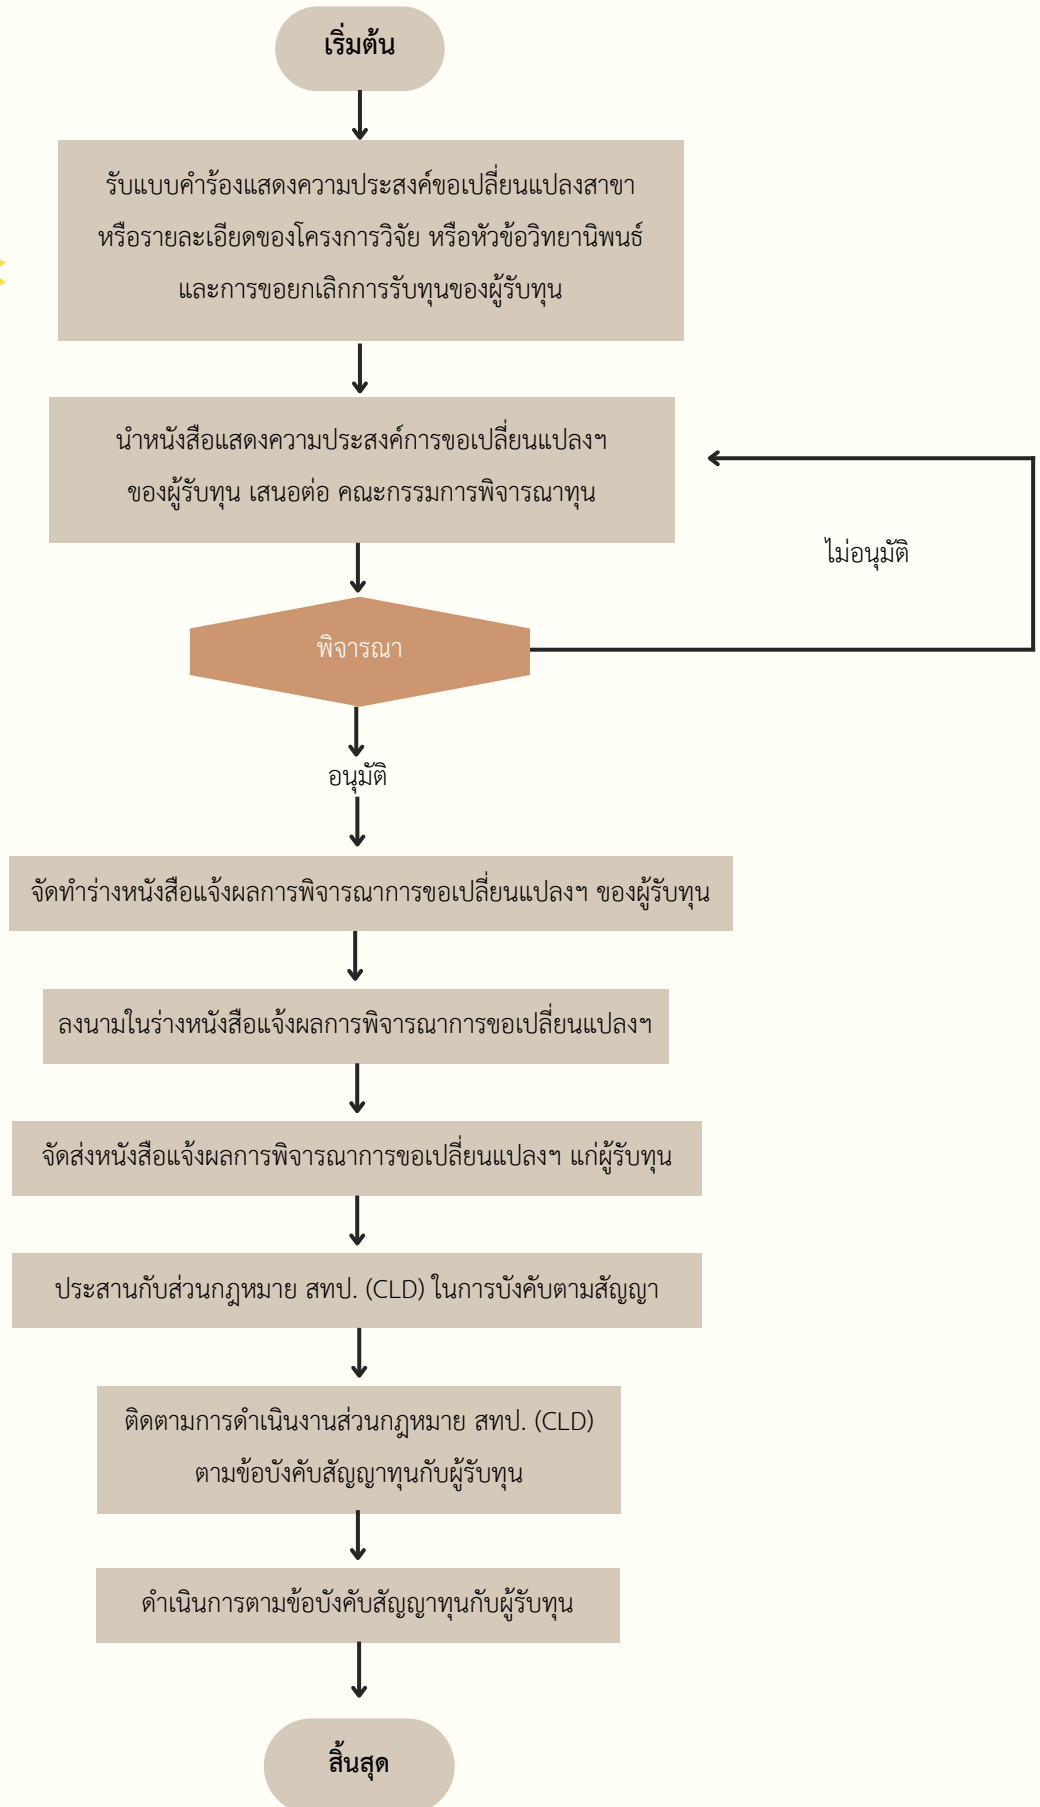 เริ่มต้น
รับแบบคำร้องแสดงความประสงค์ขอเปลี่ยนแปลงสาขา
หรือรายละเอียดของโครงการวิจัย หรือหัวข้อวิทยานิพนธ์
และการขอยกเลิกการรับทุนของผู้รับทุน
นำหนังสือแสดงความประสงค์การขอเปลี่ยนแปลงฯ
ของผู้รับทุน เสนอต่อ คณะกรรมการพิจารณาทุน
ไม่อนุมัติ
พิจารณา
อนุมัติ
จัดทำร่างหนังสือแจ้งผลการพิจารณาการขอเปลี่ยนแปลงฯ ของผู้รับทุน
ลงนามในร่างหนังสือแจ้งผลการพิจารณาการขอเปลี่ยนแปลงฯ
จัดส่งหนังสือแจ้งผลการพิจารณาการขอเปลี่ยนแปลงฯ แก่ผู้รับทุน
ประสานกับส่วนกฎหมาย สทป. (CLD) ในการบังคับตามสัญญา
ติดตามการดำเนินงานส่วนกฎหมาย สทป. (CLD)
ตามข้อบังคับสัญญาทุนกับผู้รับทุน
ดำเนินการตามข้อบังคับสัญญาทุนกับผู้รับทุน
สิ้นสุด